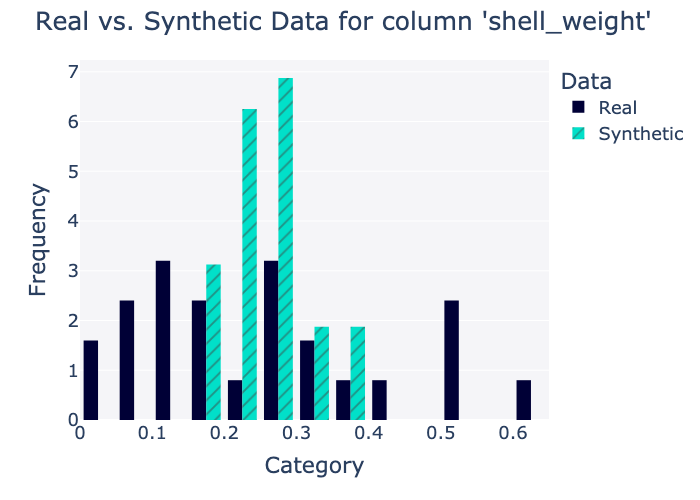 Real vs. Synthetic Data for column 'shell_weight'
Data
Real
Synthetic
Frequency
7
6
5
4
3
2
1
0
0 0.1 0.2 0.3 0.4 0.5 0.6
Category